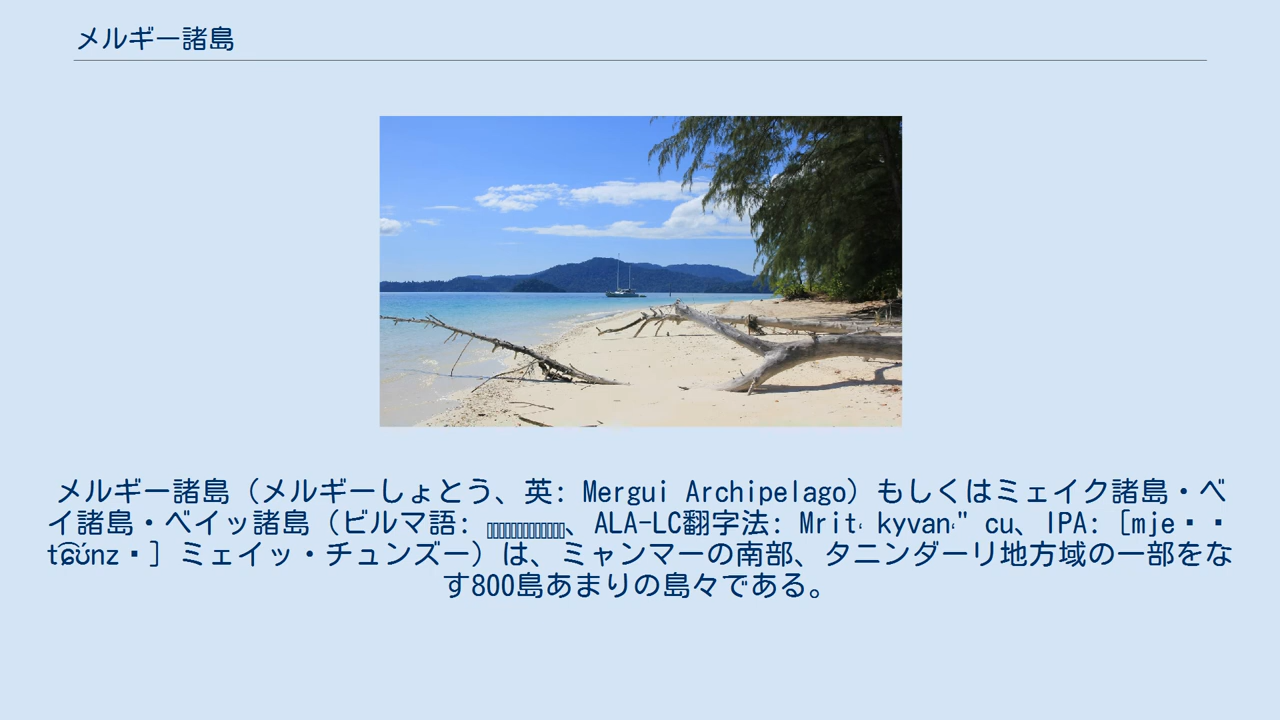 メルギー諸島
メルギー諸島（メルギーしょとう、英: Mergui Archipelago）もしくはミェイク諸島・ベ
イ諸島・ベイッ諸島（ビルマ語: 、ALA-LC翻字法: Mritʻ kyvanʻ" cu、IPA: [mje
] ミェイッ・チュンズー）は、ミャンマーの南部、タニンダーリ地方域の一部をな
す800島あまりの島々である。